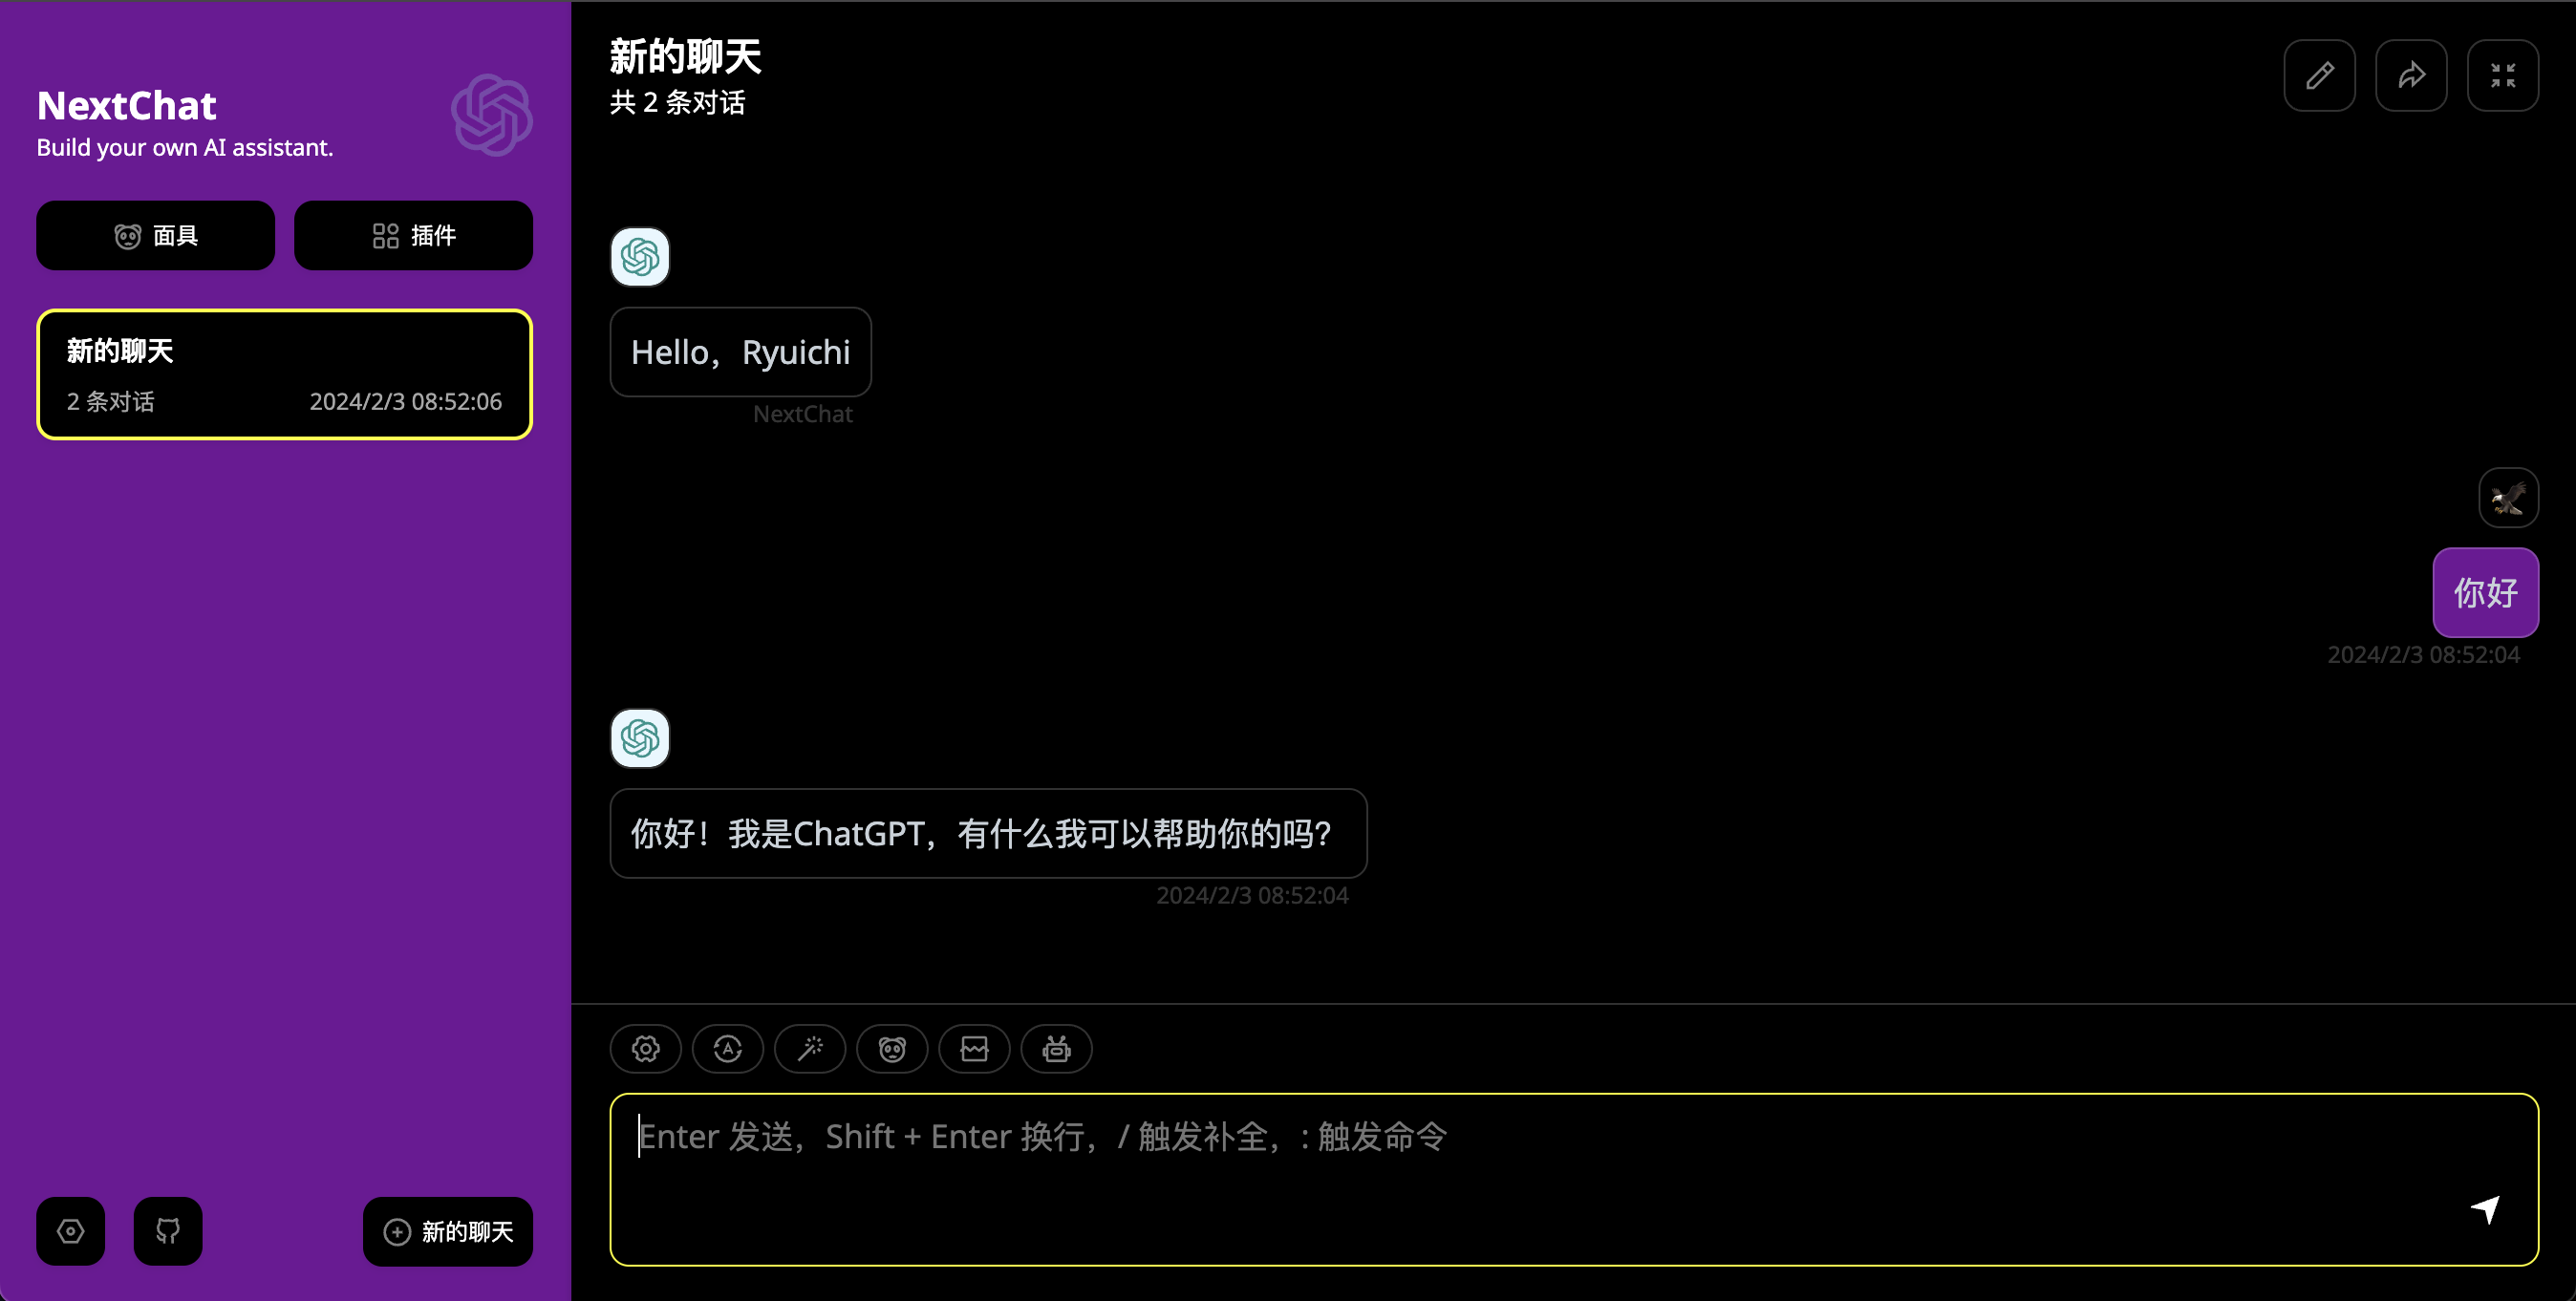 NextChat
Build your own AI assistant.
面具
插件
新的聊天
2 条对话
2024/2/3 08:52:06
新的聊天
新的聊天
共 2 条对话
Hello，Ryuichi
NextChat
你好
2024/2/3 08:52:04
你好！我是ChatGPT，有什么我可以帮助你的吗？
2024/2/3 08:52:04
Enter 发送，Shift + Enter 换行，/ 触发补全，: 触发命令